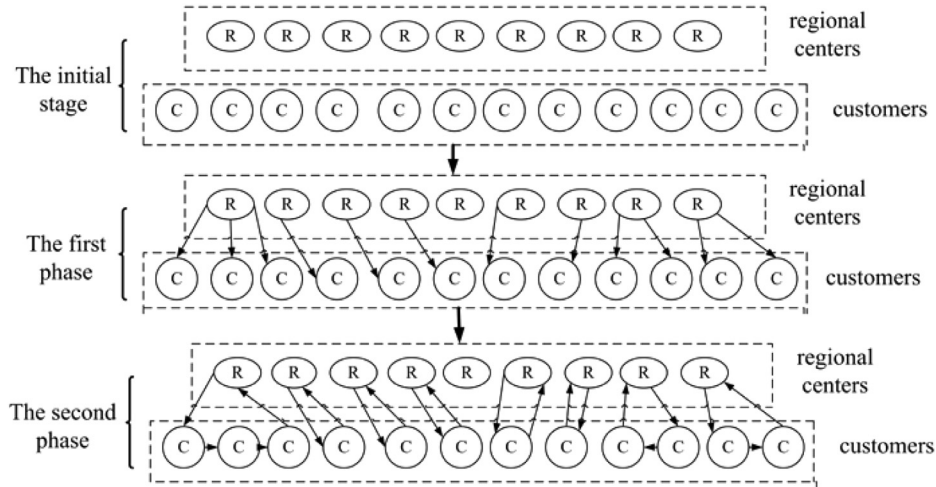 R R R R R R R R R
regional
centers
The initial
stage
C C C C C C C C C C C C
customers
R R R R R R R R R
regional
centers
The first
phase
C C C C C C C C C C C C
customers
R R R R R R R R R
regional
centers
The second
phase
C C C C C C C C C C C C
customers